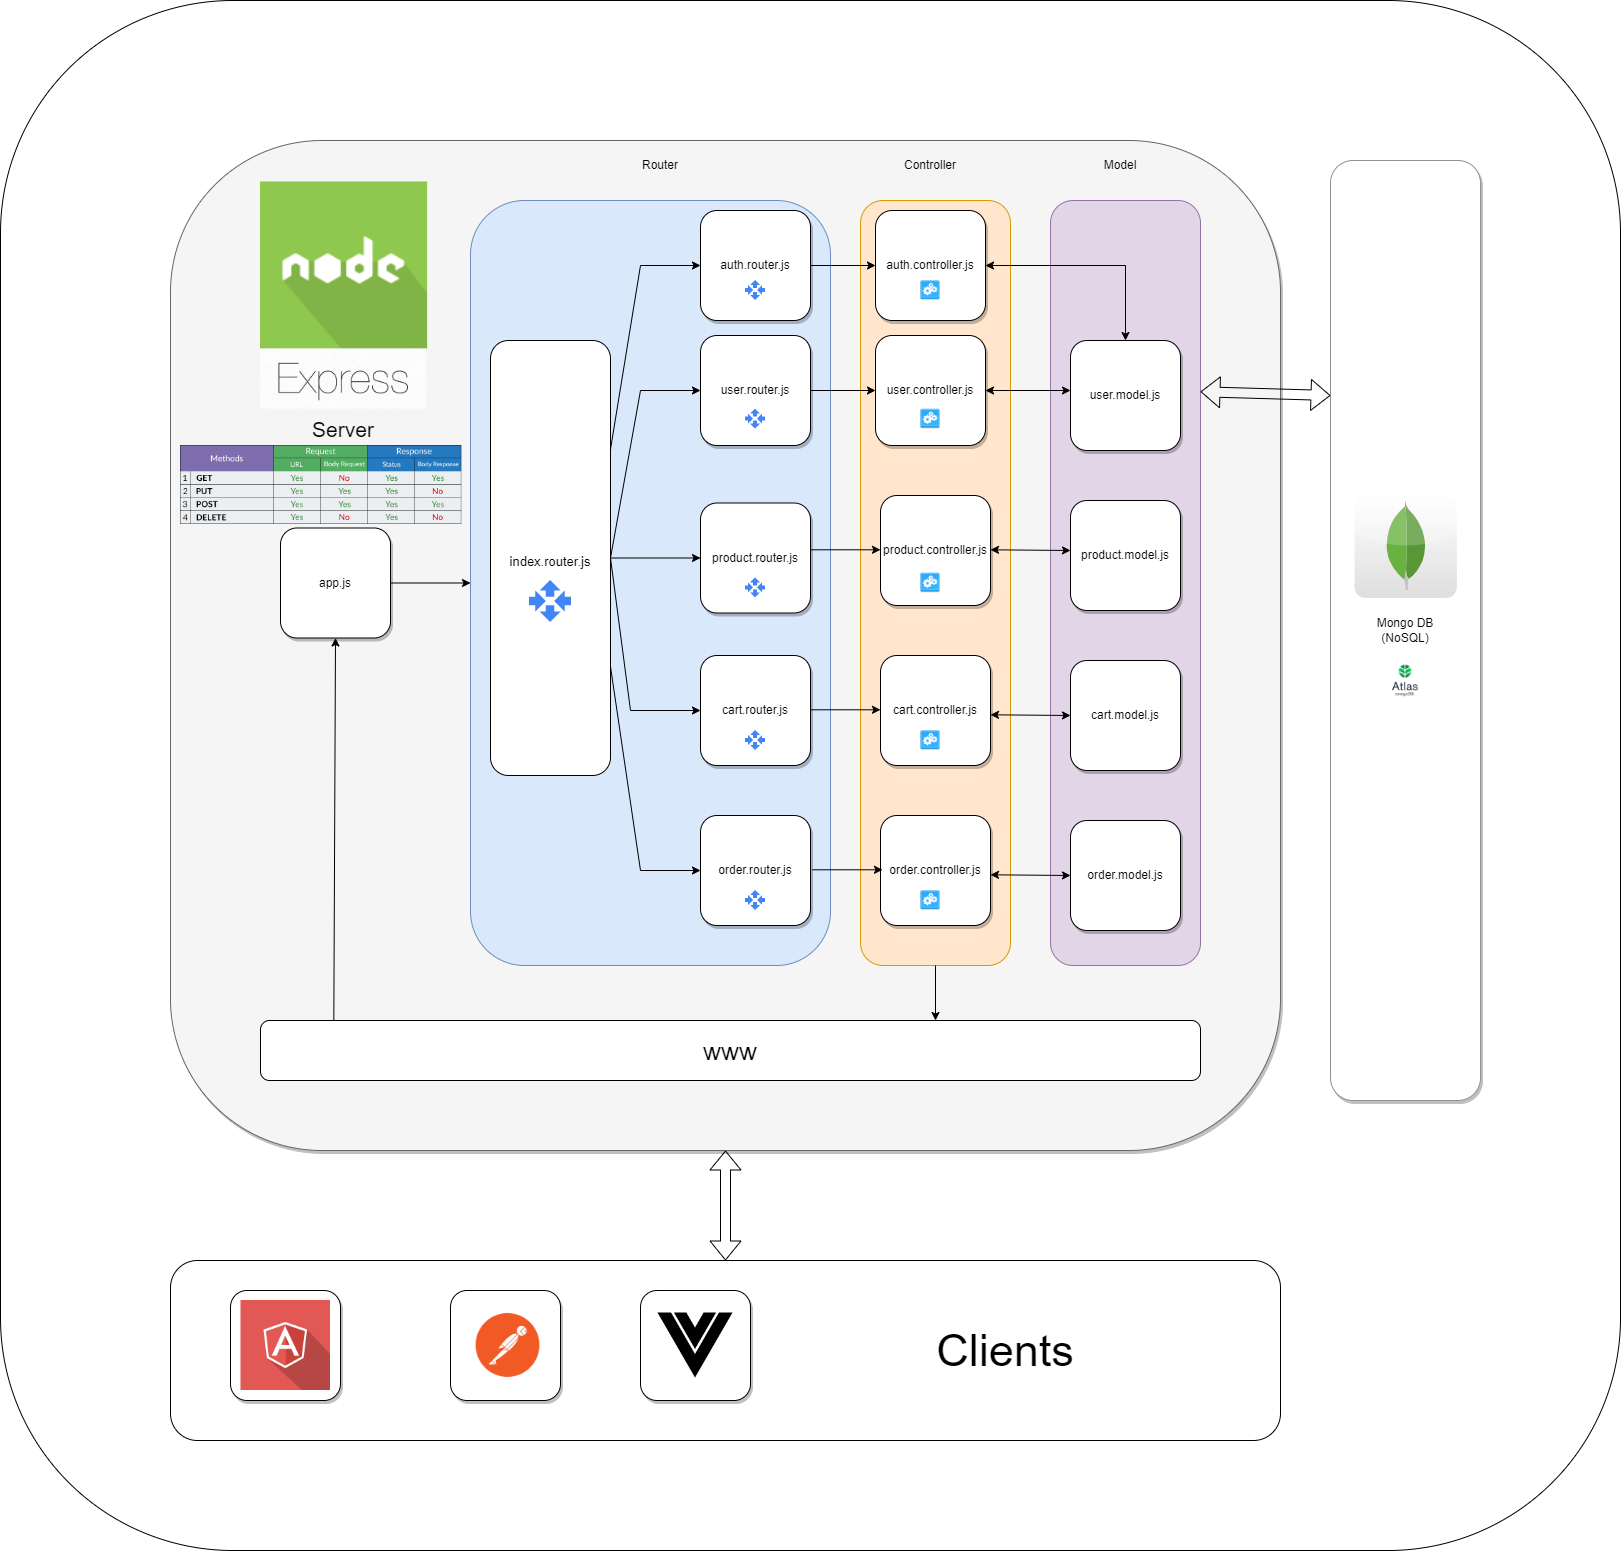 Router
Controller
Model
node
Express
Server
Methods
Request
Response
URL
Body Request
Status
Body Response
1 GET Yes No Yes Yes
2 PUT Yes Yes Yes No
3 POST Yes Yes Yes Yes
4 DELETE Yes No Yes No
app.js
index.router.js
auth.router.js
user.router.js
product.router.js
cart.router.js
order.router.js
auth.controller.js
user.controller.js
product.controller.js
cart.controller.js
order.controller.js
user.model.js
product.model.js
cart.model.js
order.model.js
Mongo DB
(NoSQL)
Atlas
mongoDB
www
A
Clients